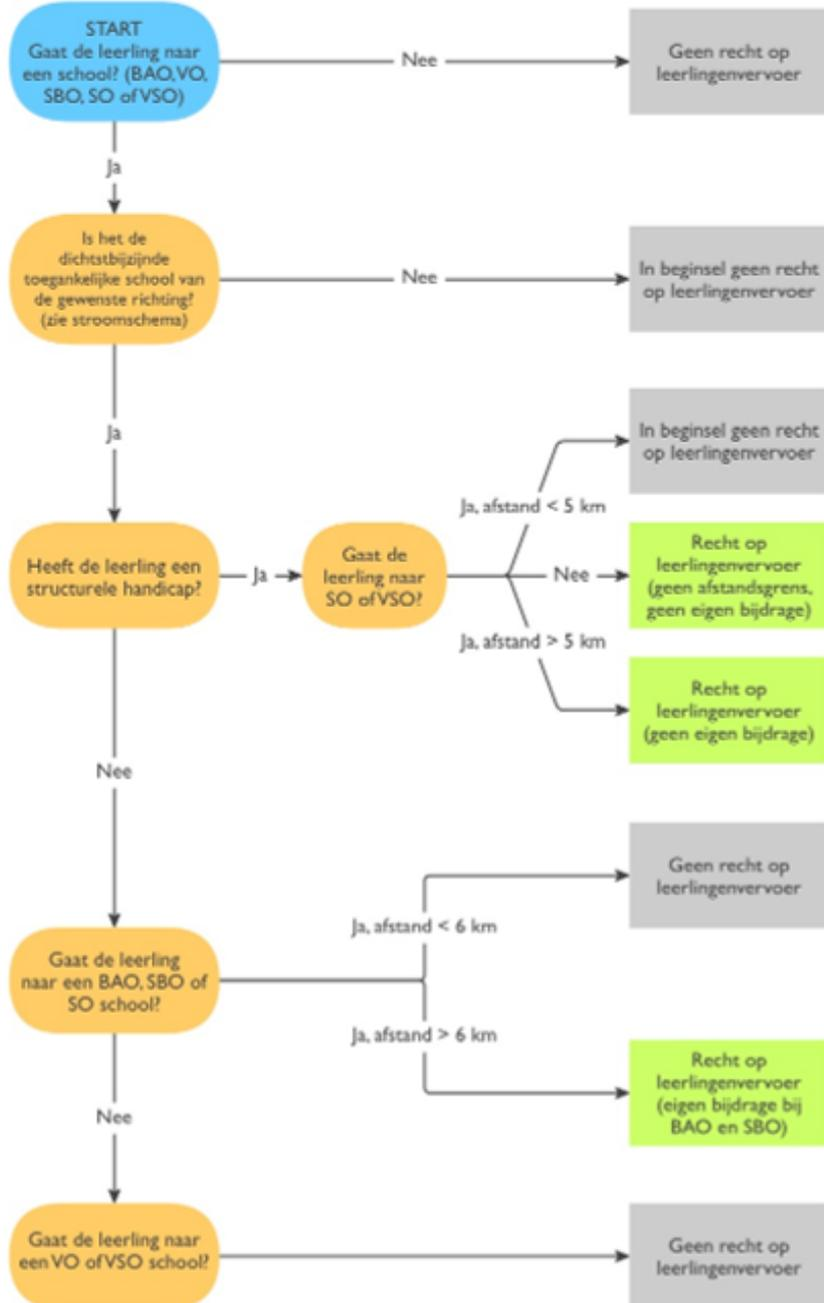 START
Gaat de leerling naar
een school? (BAO, VO,
SBO, SO of VSO)
Nee
Geen recht op
leerlingenvervoer
Ja
Is het de
dichtstbijzijnde
toegankelijke school van
de gewenste richting?
(zie stroomschema)
Nee
In beginsel geen recht
op leerlingenvervoer
Ja
Heeft de leerling een
structurele handicap?
Ja
Gaat de
leerling naar
SO of VSO?
Ja, afstand < 5 km
In beginsel geen recht
op leerlingenvervoer
Nee
Recht op
leerlingenvervoer
(geen afstandsgrens,
geen eigen bijdrage)
Ja, afstand > 5 km
Recht op
leerlingenvervoer
(geen eigen bijdrage)
Nee
Gaat de leerling
naar een BAO, SBO of
SO school?
Ja, afstand < 6 km
Geen recht op
leerlingenvervoer
Ja, afstand > 6 km
Recht op
leerlingenvervoer
(eigen bijdrage bij
BAO en SBO)
Nee
Gaat de leerling naar
een VO of VSO school?
Geen recht op
leerlingenvervoer